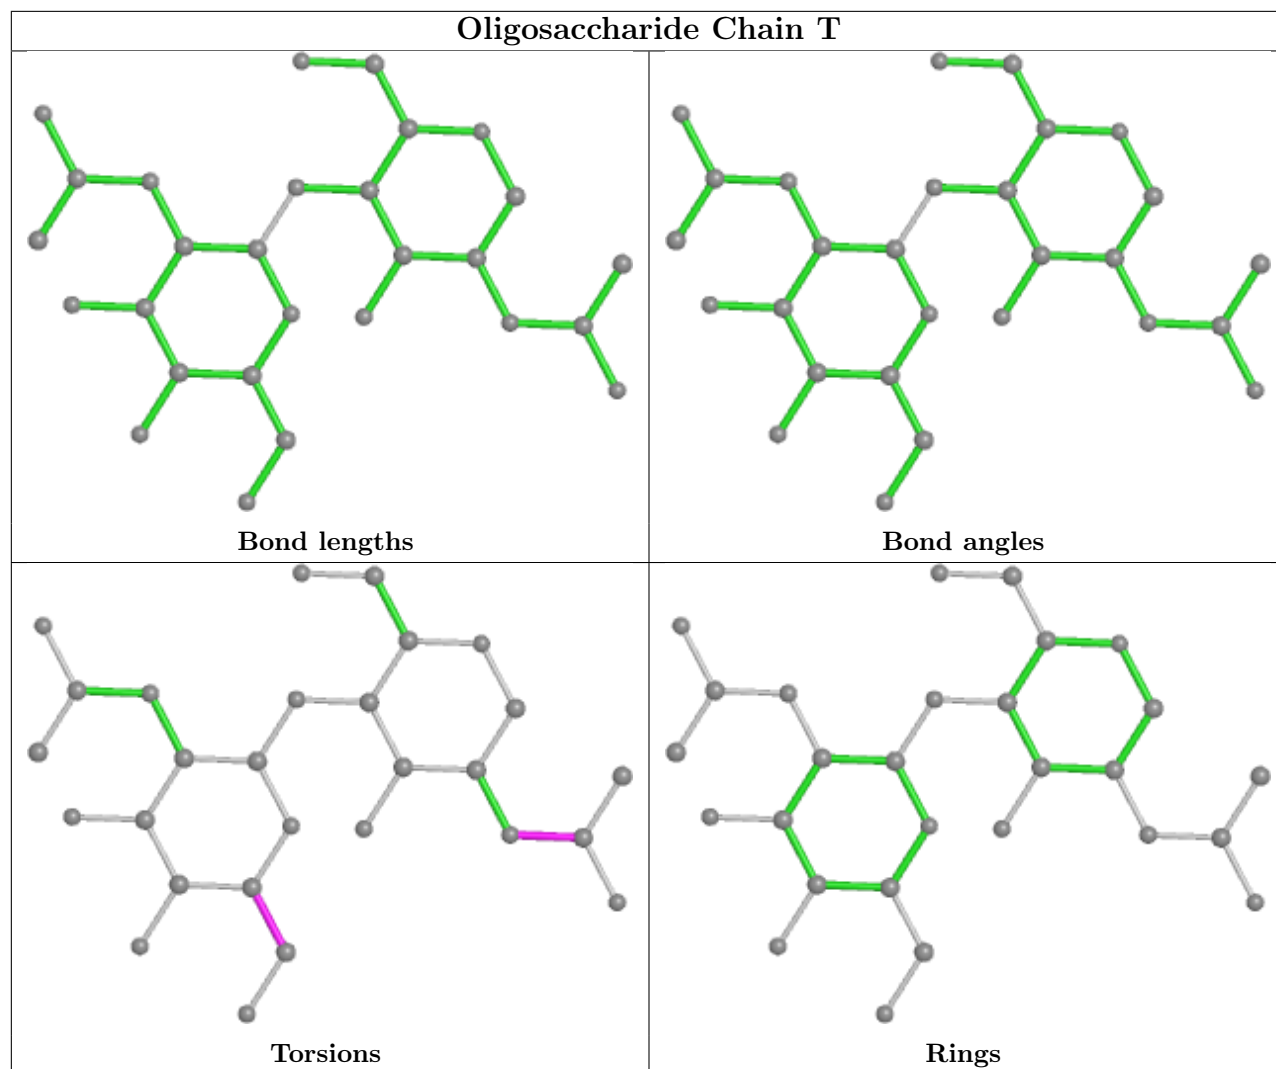 Oligosaccharide Chain T
Bond lengths
Bond angles
Torsions
Rings